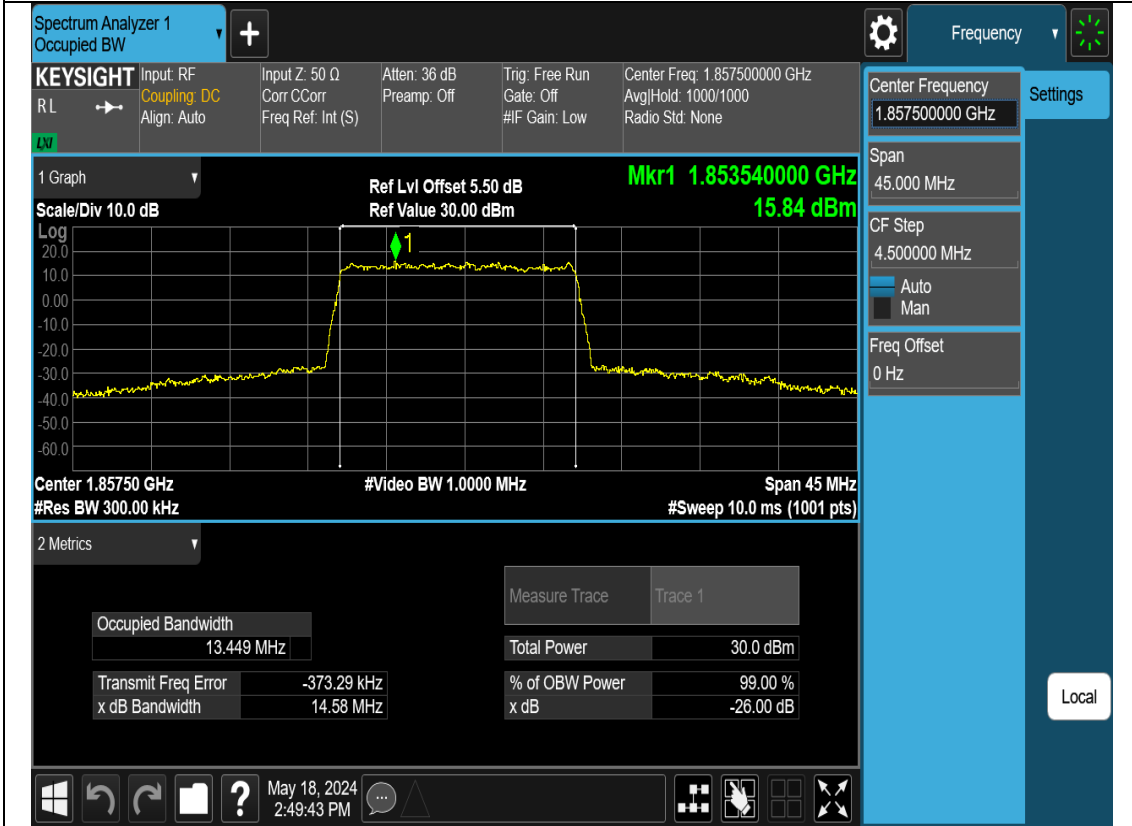 Spectrum Analyzer 1
Occupied BW
+
Frequency
KEYSIGHT
RL
LXI
Input: RF
Coupling: DC
Align: Auto
Input Z: 50 Ω
Corr CCorr
Freq Ref: Int (S)
Atten: 36 dB
Preamp: Off
Trig: Free Run
Gate: Off
#IF Gain: Low
Center Freq: 1.857500000 GHz
Avg|Hold: 1000/1000
Radio Std: None
Center Frequency
1.857500000 GHz
Settings
Span
45.000 MHz
CF Step
4.500000 MHz
Auto
Man
Freq Offset
0 Hz
Local
1 Graph
Scale/Div 10.0 dB
Ref Lvl Offset 5.50 dB
Ref Value 30.00 dBm
Mkr1 1.853540000 GHz
15.84 dBm
Log
1
20.0
10.0
0.00
-10.0
-20.0
-30.0
-40.0
-50.0
-60.0
Center 1.85750 GHz
#Video BW 1.0000 MHz
Span 45 MHz
#Res BW 300.00 kHz
#Sweep 10.0 ms (1001 pts)
2 Metrics
Measure Trace Trace 1
Occupied Bandwidth
13.449 MHz
Total Power 30.0 dBm
Transmit Freq Error -373.29 kHz
% of OBW Power 99.00 %
x dB Bandwidth 14.58 MHz
x dB -26.00 dB
?
May 18, 2024
2:49:43 PM